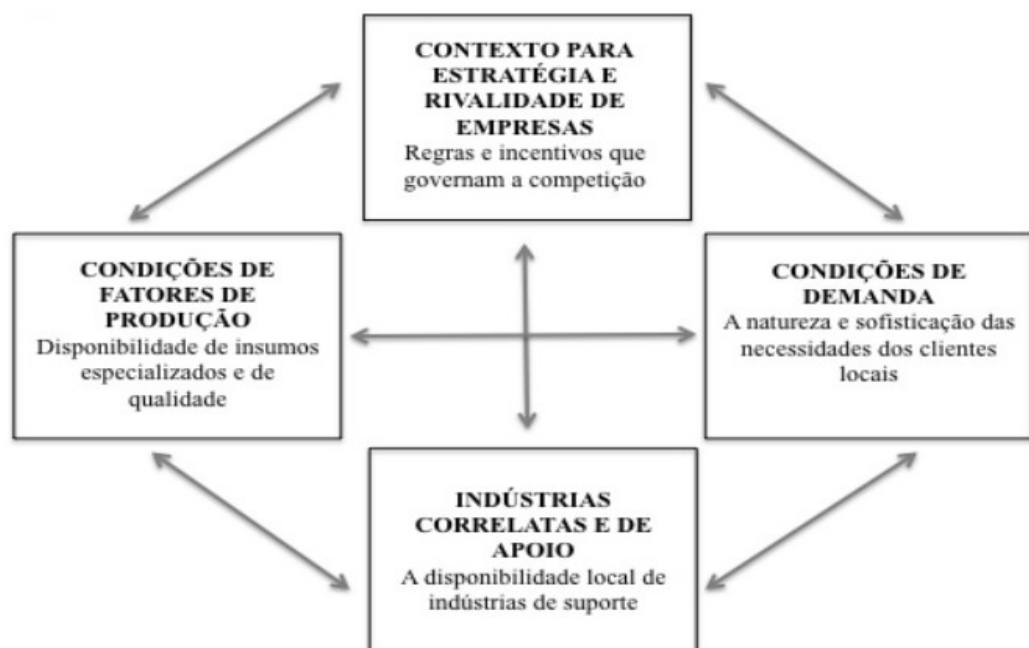 CONTEXTO PARA
ESTRATÉGIA E
RIVALIDADE DE
EMPRESAS
Regras e incentivos que
governam a competição
CONDIÇÕES DE
FATORES DE
PRODUÇÃO
Disponibilidade de insumos
especializados e de
qualidade
CONDIÇÕES DE
DEMANDA
A natureza e sofisticação das
necessidades dos clientes
locais
INDÚSTRIAS
CORRELATAS E DE
APOIO
A disponibilidade local de
indústrias de suporte